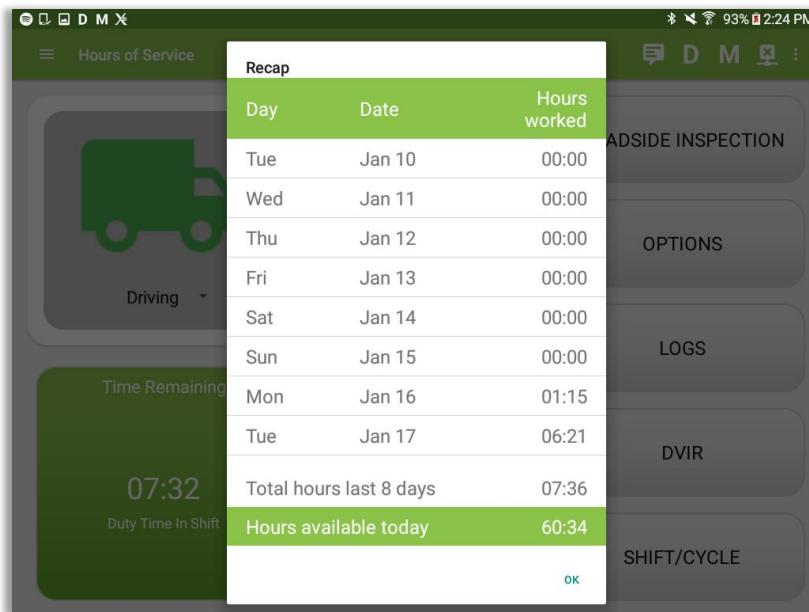 D M 93% 2:24 PM
Hours of Service D M
Recap
Day Date Hours worked
Tue Jan 10 00:00
Wed Jan 11 00:00
Thu Jan 12 00:00
Fri Jan 13 00:00
Sat Jan 14 00:00
Sun Jan 15 00:00
Mon Jan 16 01:15
Tue Jan 17 06:21
Total hours last 8 days 07:36
Hours available today 60:34
OK
Driving
Time Remaining
07:32
Duty Time In Shift
ADSIDE INSPECTION
OPTIONS
LOGS
DVIR
SHIFT/CYCLE